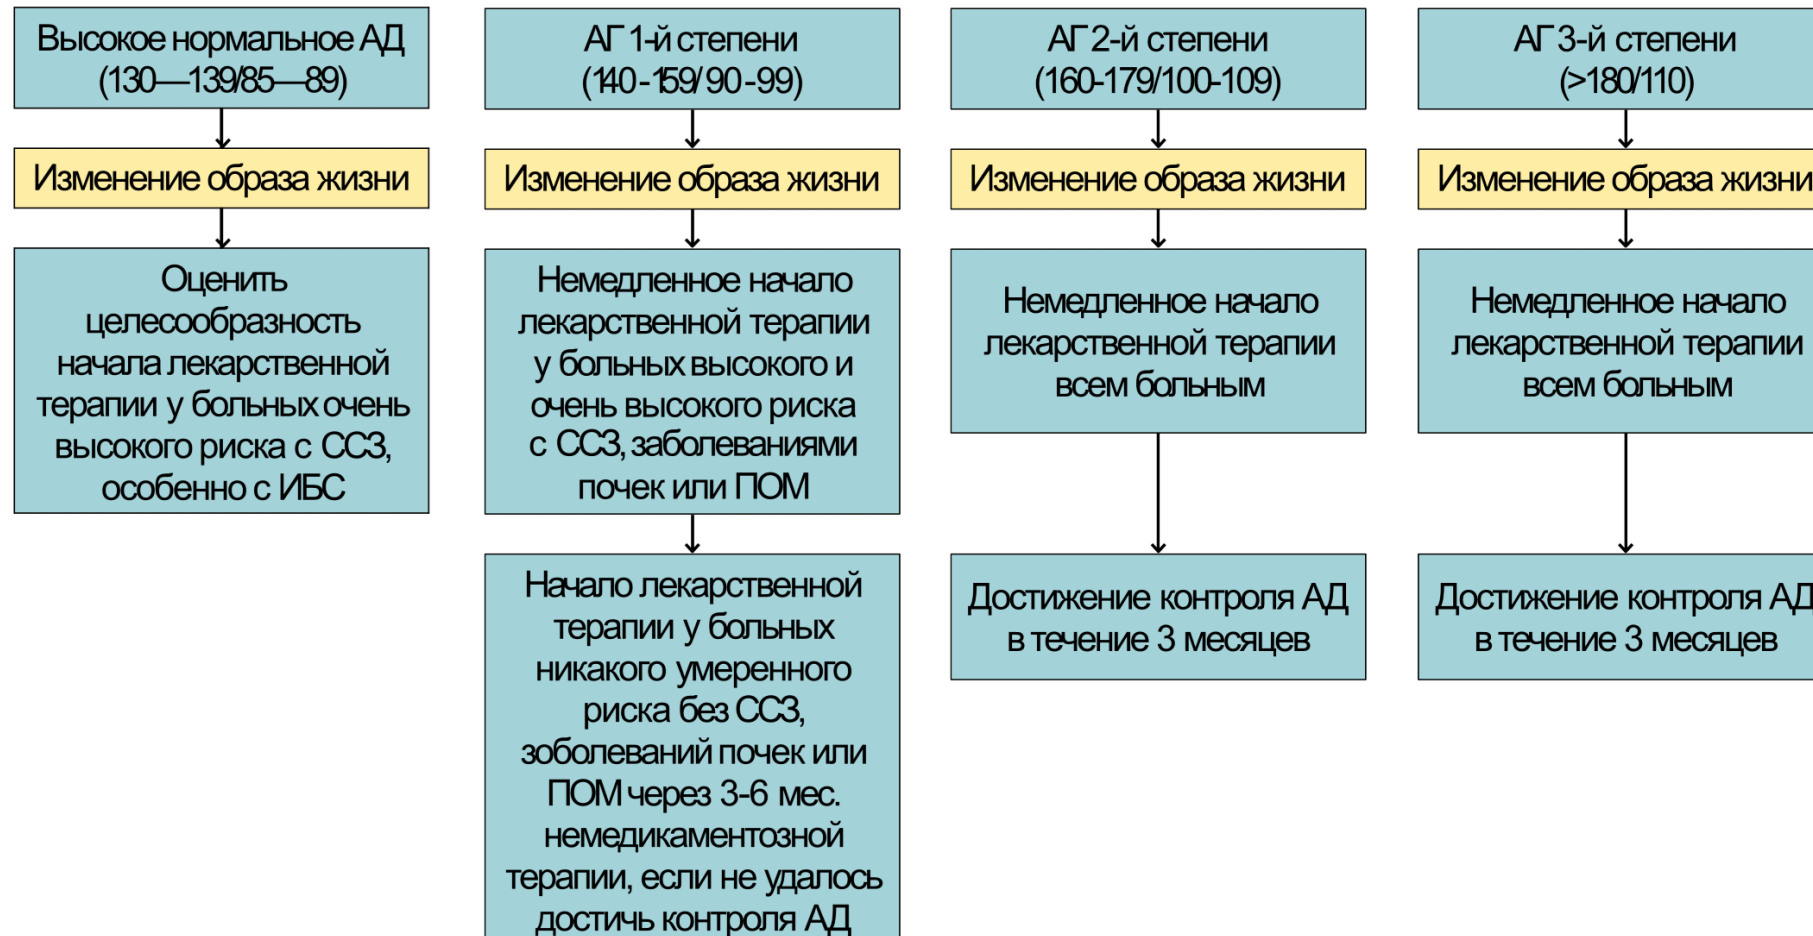 Высокое нормальное АД
(130—139/85—89)
Изменение образа жизни
Оценить
целесообразность
начала лекарственной
терапии у больных очень
высокого риска с ССЗ,
особенно с ИБС
АГ 1-й степени
(140-159/90-99)
Изменение образа жизни
Немедленное начало
лекарственной терапии
у больных высокого и
очень высокого риска
с ССЗ, заболеваниями
почек или ПОМ
Начало лекарственной
терапии у больных
никакого умеренного
риска без ССЗ,
зоболеваний почек или
ПОМ через 3-6 мес.
немедикаментозной
терапии, если не удалось
достичь контроля АД
АГ 2-й степени
(160-179/100-109)
Изменение образа жизни
Немедленное начало
лекарственной терапии
всем больным
Достижение контроля АД
в течение 3 месяцев
АГ 3-й степени
(>180/110)
Изменение образа жизни
Немедленное начало
лекарственной терапии
всем больным
Достижение контроля АД
в течение 3 месяцев